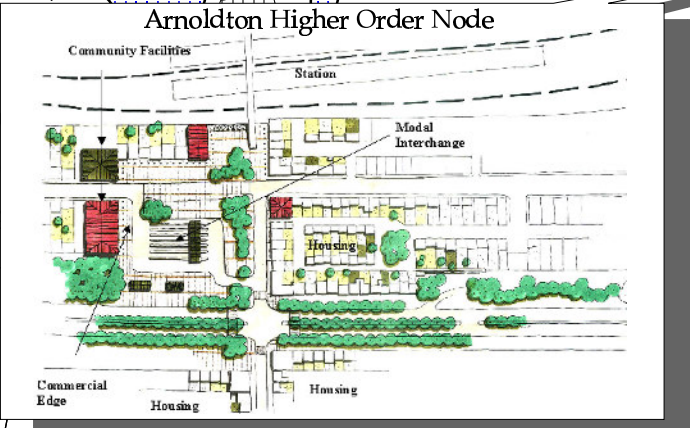 Arnoldton Higher Order Node
Community Facilities
Station
Modal
Interchange
Housing
Commercial
Edge
Housing
Housing